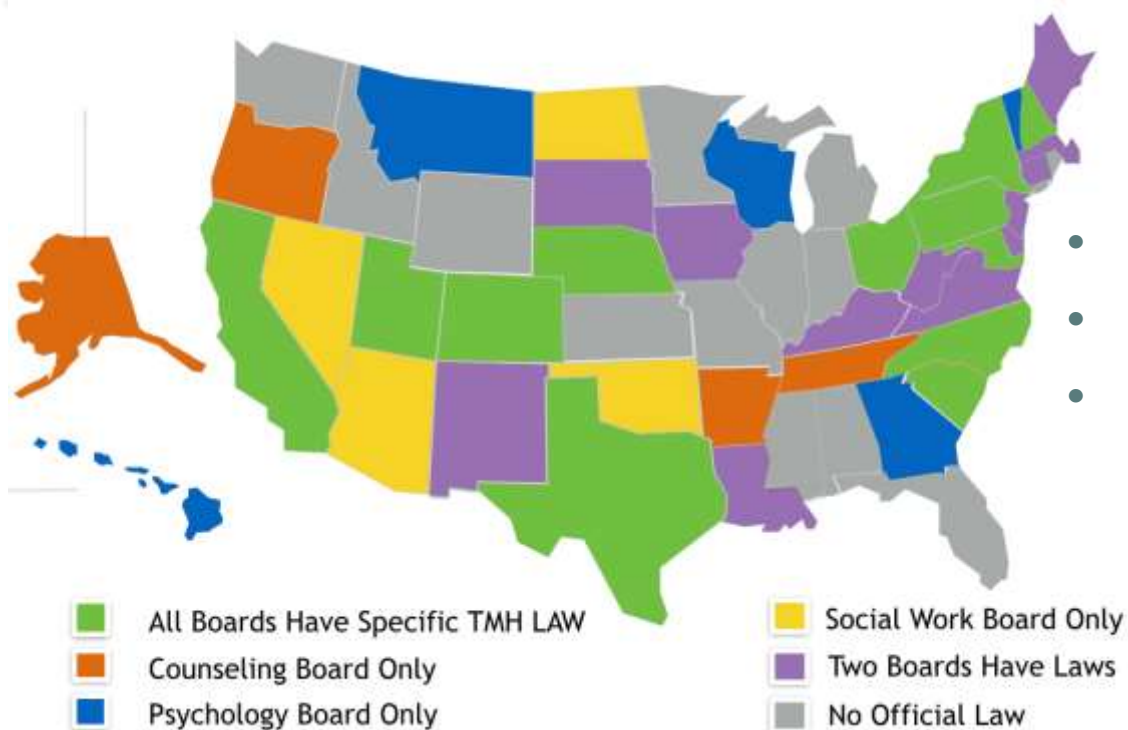 All Boards Have Specific TMH LAW
Counseling Board Only
Psychology Board Only
Social Work Board Only
Two Boards Have Laws
No Official Law